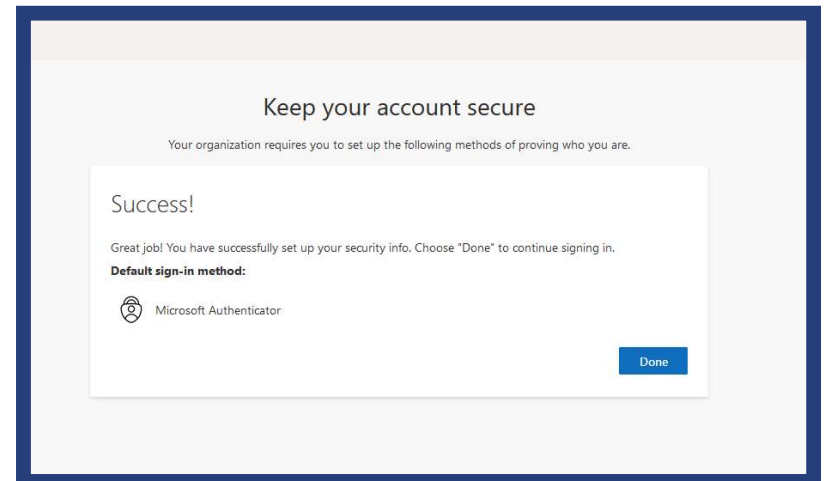 Keep your account secure
Your organization requires you to set up the following methods of proving who you are.
Success!
Great job! You have successfully set up your security info. Choose "Done" to continue signing in.
Default sign-in method:
Microsoft Authenticator
Done